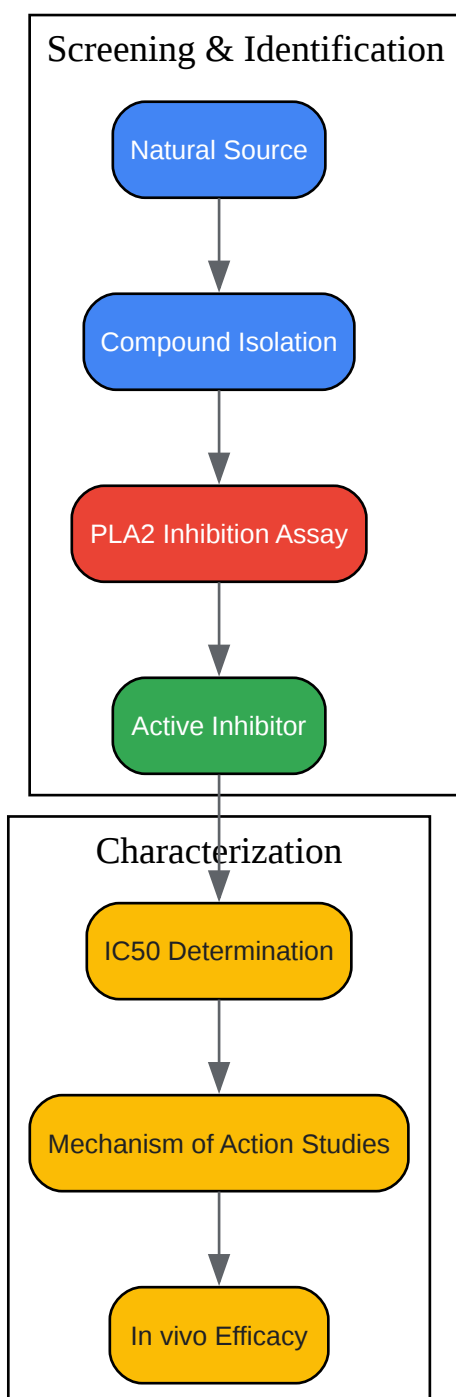 Screening & Identification
Natural Source
Compound Isolation
PLA2 Inhibition Assay
Active Inhibitor
Characterization
IC50 Determination
Mechanism of Action Studies
In vivo Efficacy